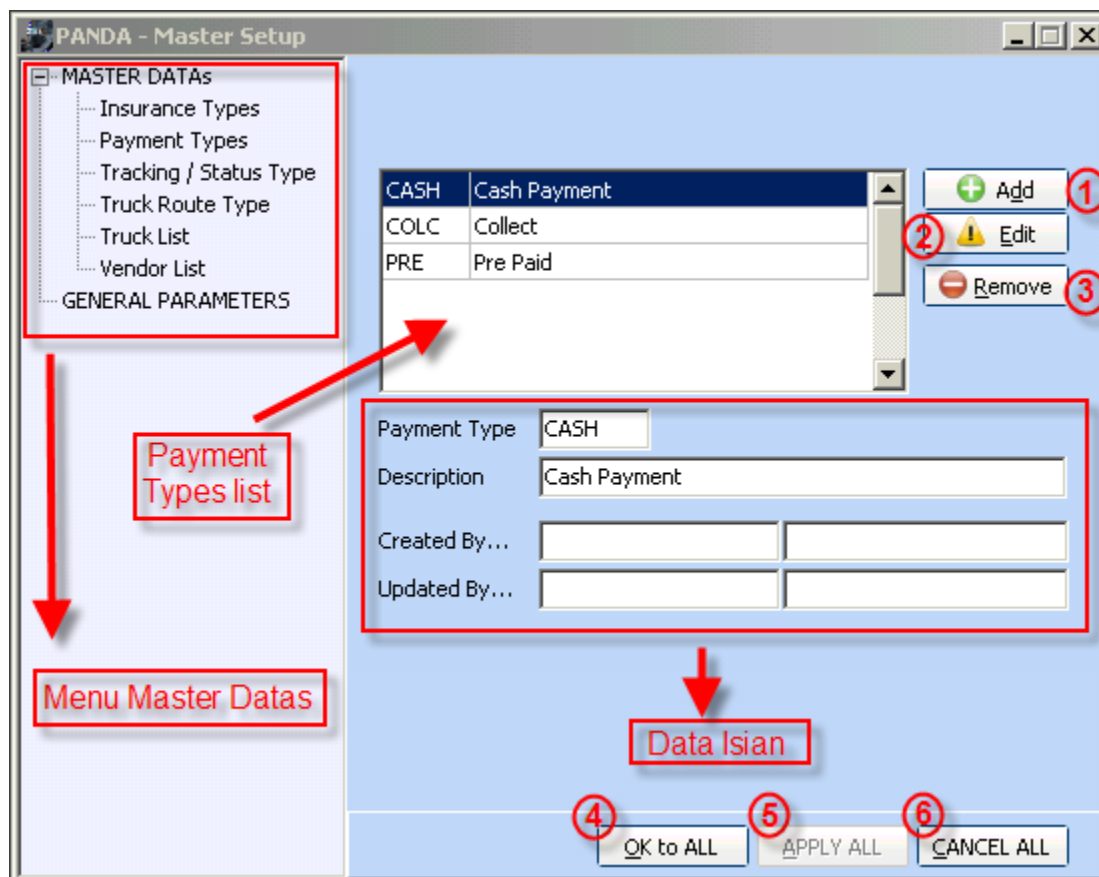 PANDA - Master Setup
MASTER DATAs
Insurance Types
Payment Types
Tracking / Status Type
Truck Route Type
Truck List
Vendor List
GENERAL PARAMETERS
CASH Cash Payment
COLC Collect
PRE Pre Paid
Add 1
2 Edit
Remove 3
Payment
Types list
Payment Type CASH
Description Cash Payment
Created By...
Updated By...
Menu Master Datas
Data Isian
4 OK to ALL
5 APPLY ALL
6 CANCEL ALL